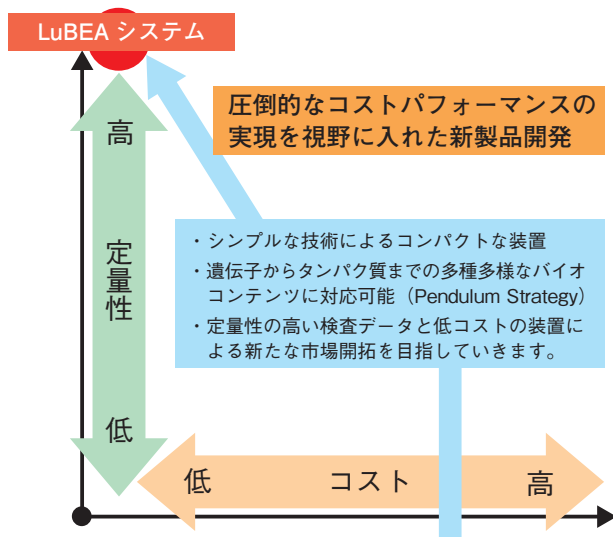 LuBEA システム
圧倒的なコストパフォーマンスの
実現を視野に入れた新製品開発
高
定量性
低
・シンプルな技術によるコンパクトな装置
・遺伝子からタンパク質までの多種多様なバイオ
コンテンツに対応可能（Pendulum Strategy）
・定量性の高い検査データと低コストの装置に
よる新たな市場開拓を目指していきます。
低 コスト 高